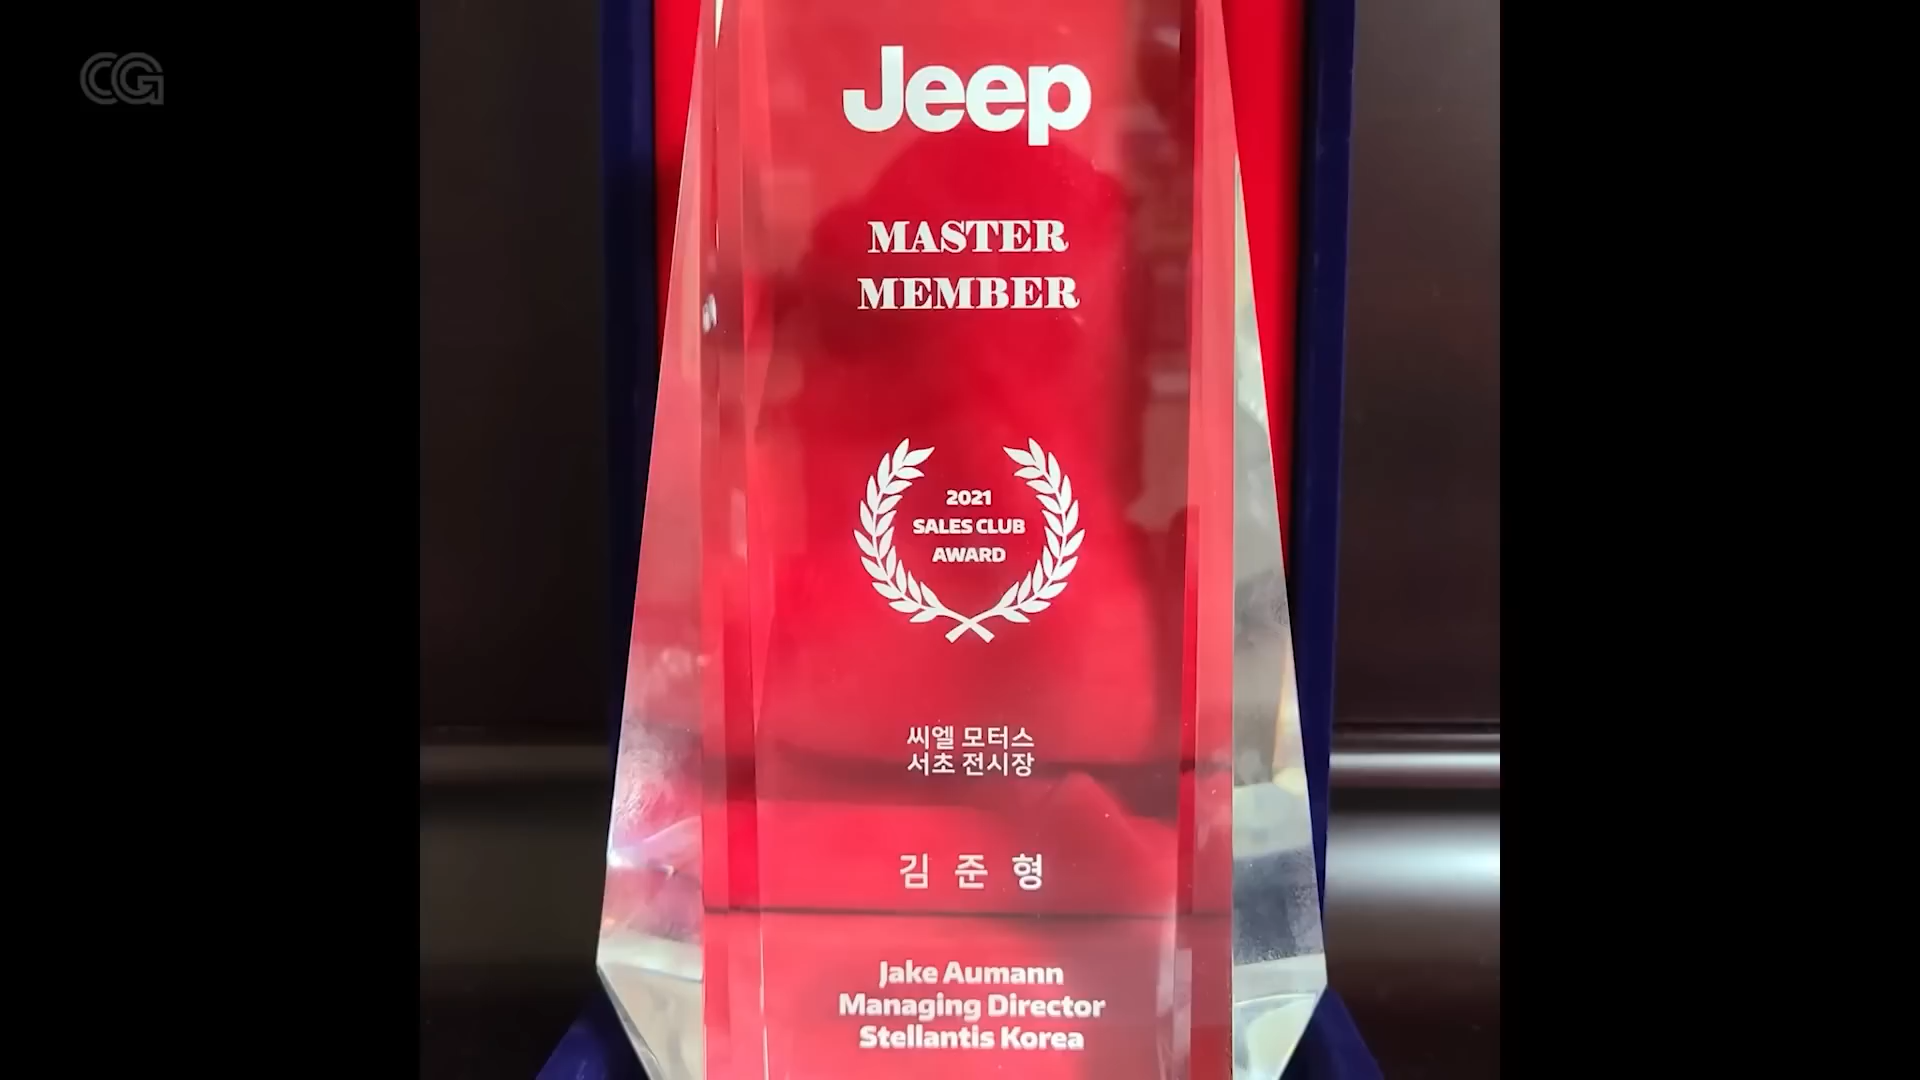 CG
Jeep
MASTER
MEMBER
2021
SALES CLUB
AWARD
씨엘 모터스
서초 전시장
김 준 형
Jake Aumann
Managing Director
Stellantis Korea